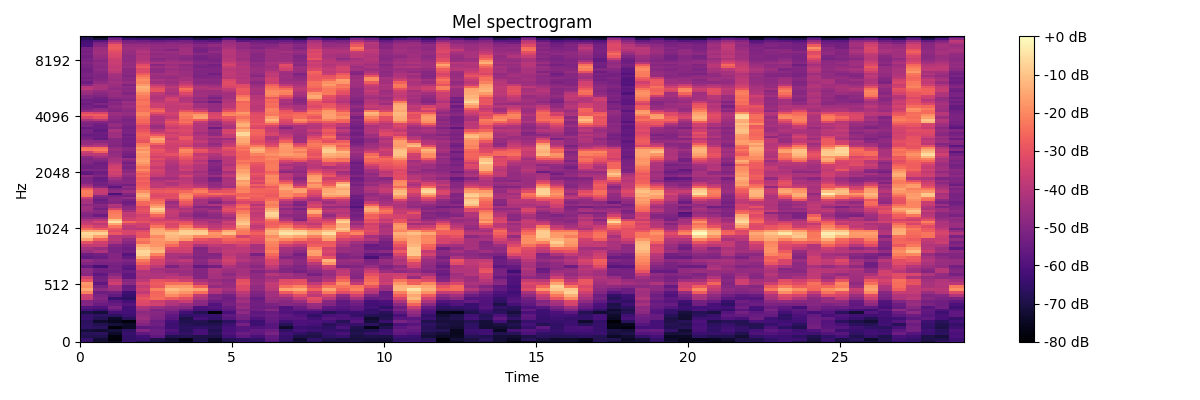 Mel spectrogram
Hz
8192
4096
2048
1024
512
0
0 5 10 15 20 25
Time
+0 dB
-10 dB
-20 dB
-30 dB
-40 dB
-50 dB
-60 dB
-70 dB
-80 dB